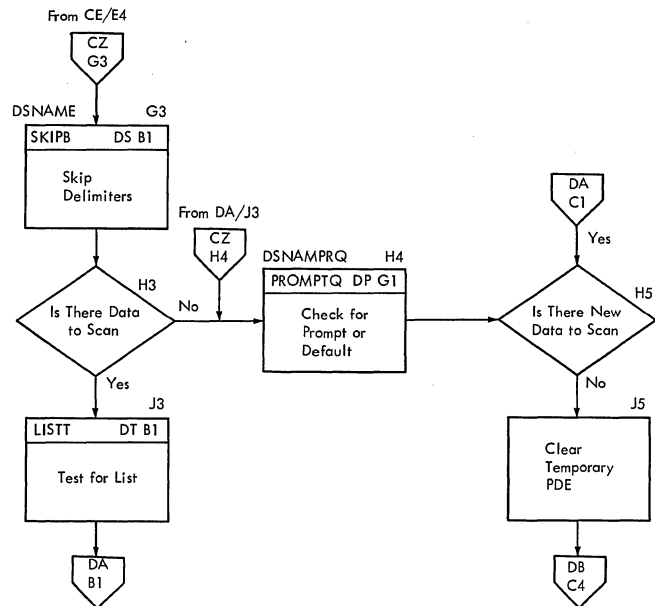 From CE/E4
CZ
G3
DSNAME G3
SKIPB DS B1
Skip
Delimiters
From DA/J3
CZ
H4
DSNAMPRQ H4
PROMPTQ DP G1
Check for
Prompt or
Default
H3
Is There Data
to Scan
No
Yes
J3
LISTT DT B1
Test for List
DA
B1
DA
C1
Yes
H5
Is There New
Data to Scan
No
J5
Clear
Temporary
PDE
DB
C4